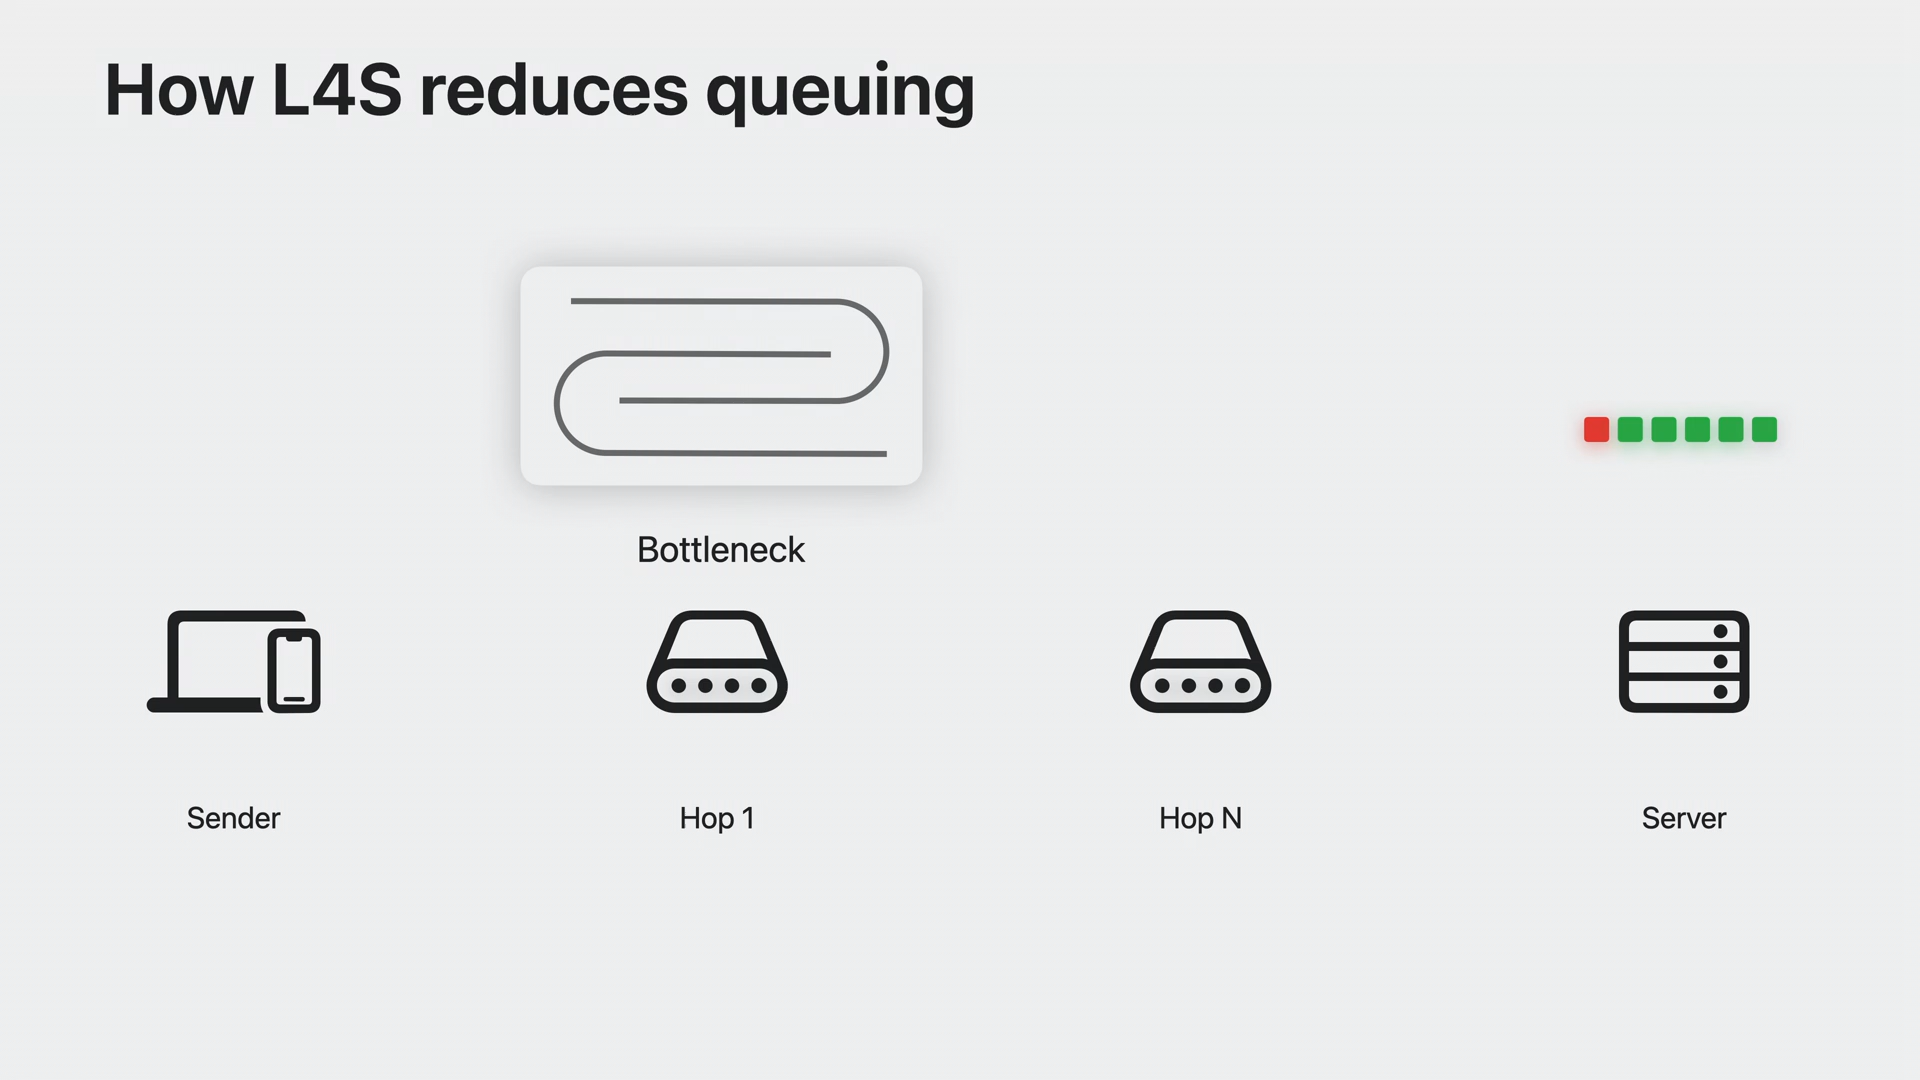 How L4S reduces queuing
Bottleneck
Sender
Hop 1
Hop N
Server